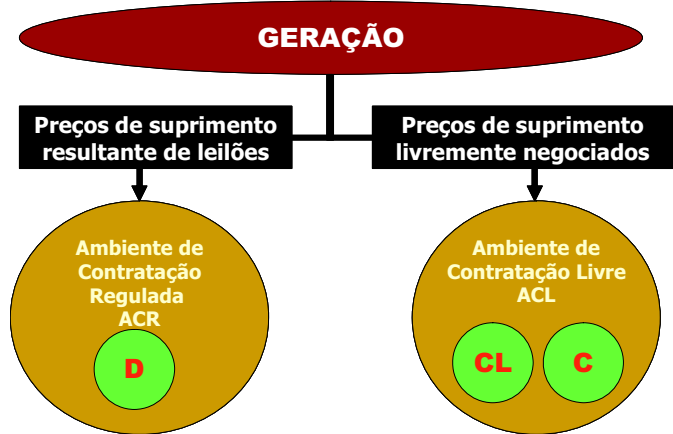 GERAÇÃO
Preços de suprimento
resultante de leilões
Preços de suprimento
livremente negociados
Ambiente de
Contratação
Regulada
ACR
D
Ambiente de
Contratação Livre
ACL
CL
C